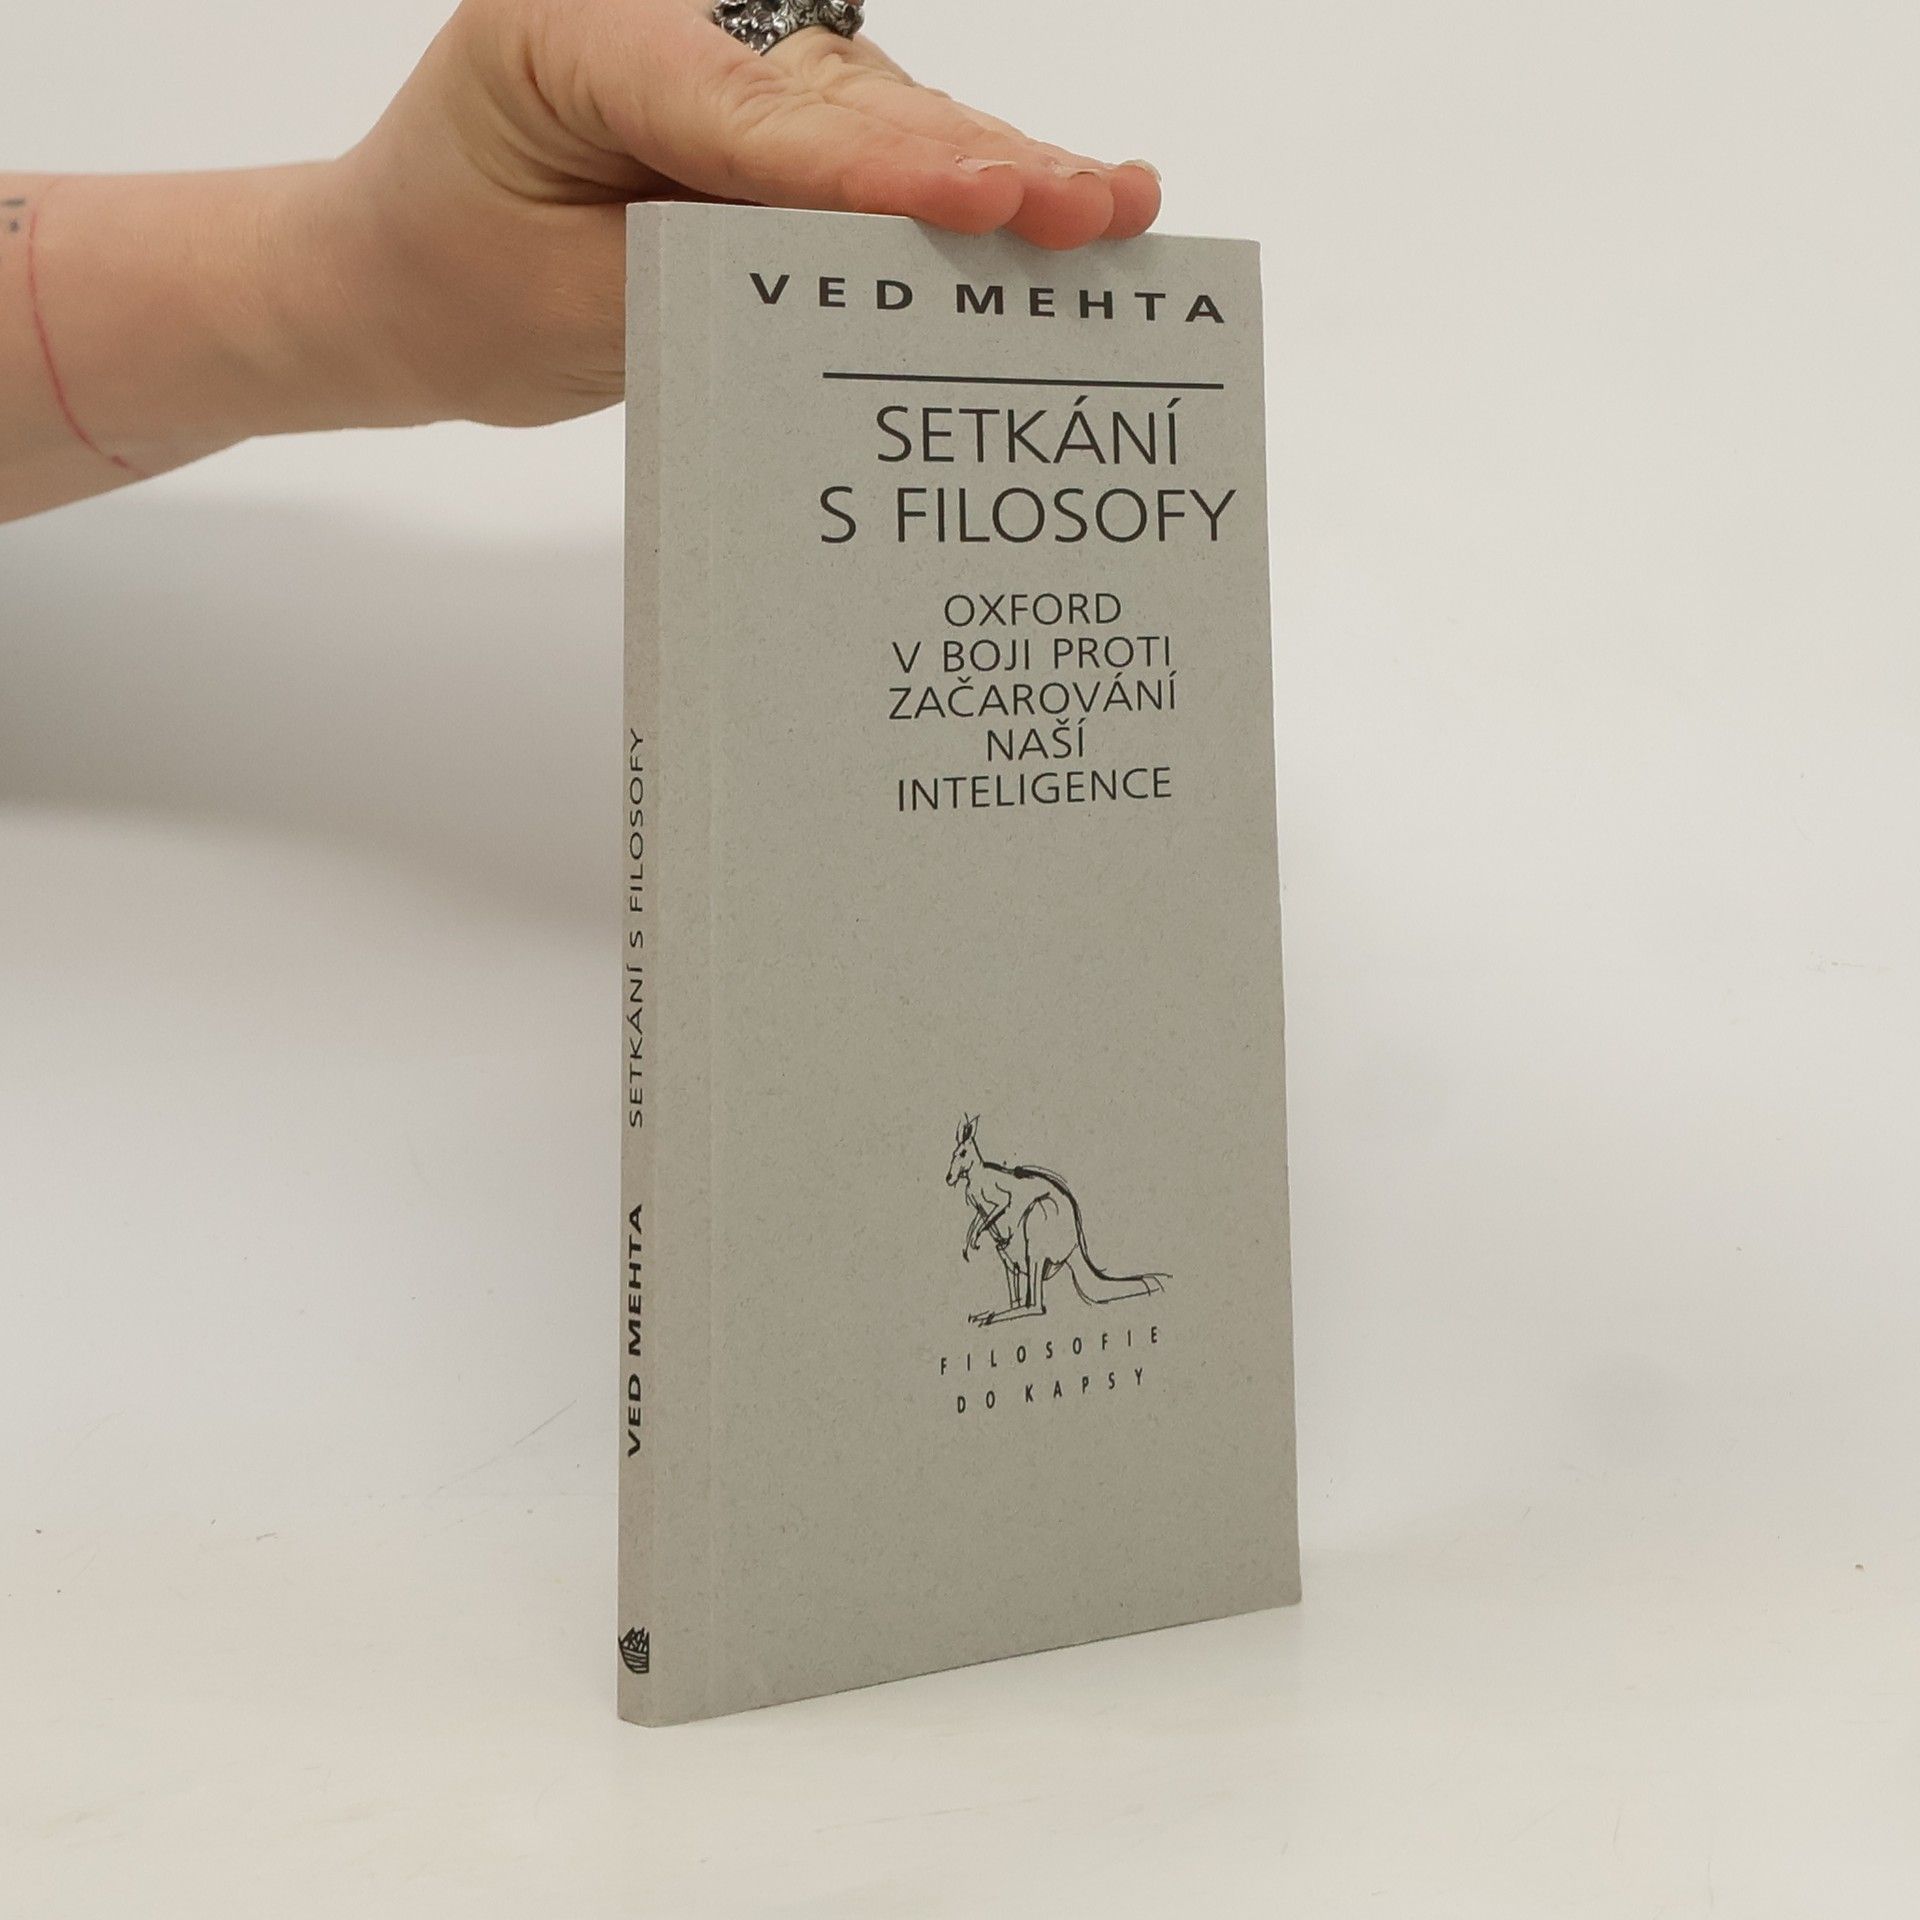 VED MEHTA
SETKÁNÍ
S FILOSOFY
OXFORD
V BOJI PROTI
ZAČAROVÁNÍ
NAŠÍ
INTELIGENCE
FILOSOFIE
DO KAPSY
VED MEHTA SETKÁNÍ S FILOSOFY